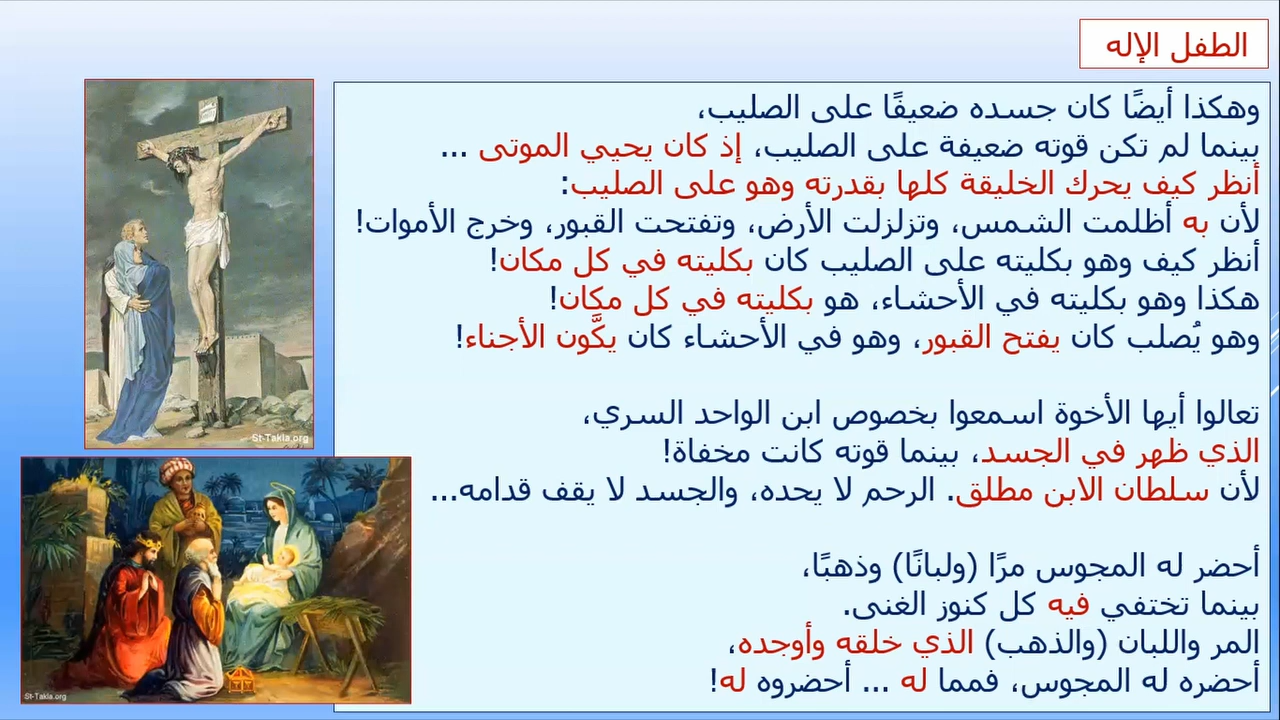 الطفل الإله
وهكذا أيضًا كان جسده ضعيفًا على الصليب،
بينما لم تكن قوته ضعيفة على الصليب، إذ كان يحيي الموتى ...
أنظر كيف يحرك الخليقة كلها بقدرته وهو على الصليب:
لأن به أظلمت الشمس، وتزلزلت الأرض، وتفتحت القبور، وخرج الأموات!
أنظر كيف وهو بكليته على الصليب كان بكليته في كل مكان!
هكذا وهو بكليته في الأحشاء، هو بكليته في كل مكان!
وهو يُصلب كان يفتح القبور، وهو في الأحشاء كان يكَّون الأجناء!
تعالوا أيها الأخوة اسمعوا بخصوص ابن الواحد السري،
الذي ظهر في الجسد، بينما قوته كانت مخفاة!
لأن سلطان الابن مطلق. الرحم لا يحده، والجسد لا يقف قدامه...
أحضر له المجوس مرًا (ولبانًا) وذهبًا،
بينما تختفي فيه كل كنوز الغنى.
المر واللبان (والذهب) الذي خلقه وأوجده،
أحضره له المجوس، فمما له ... أحضروه له!
St-Takla.org
St-Takla.org